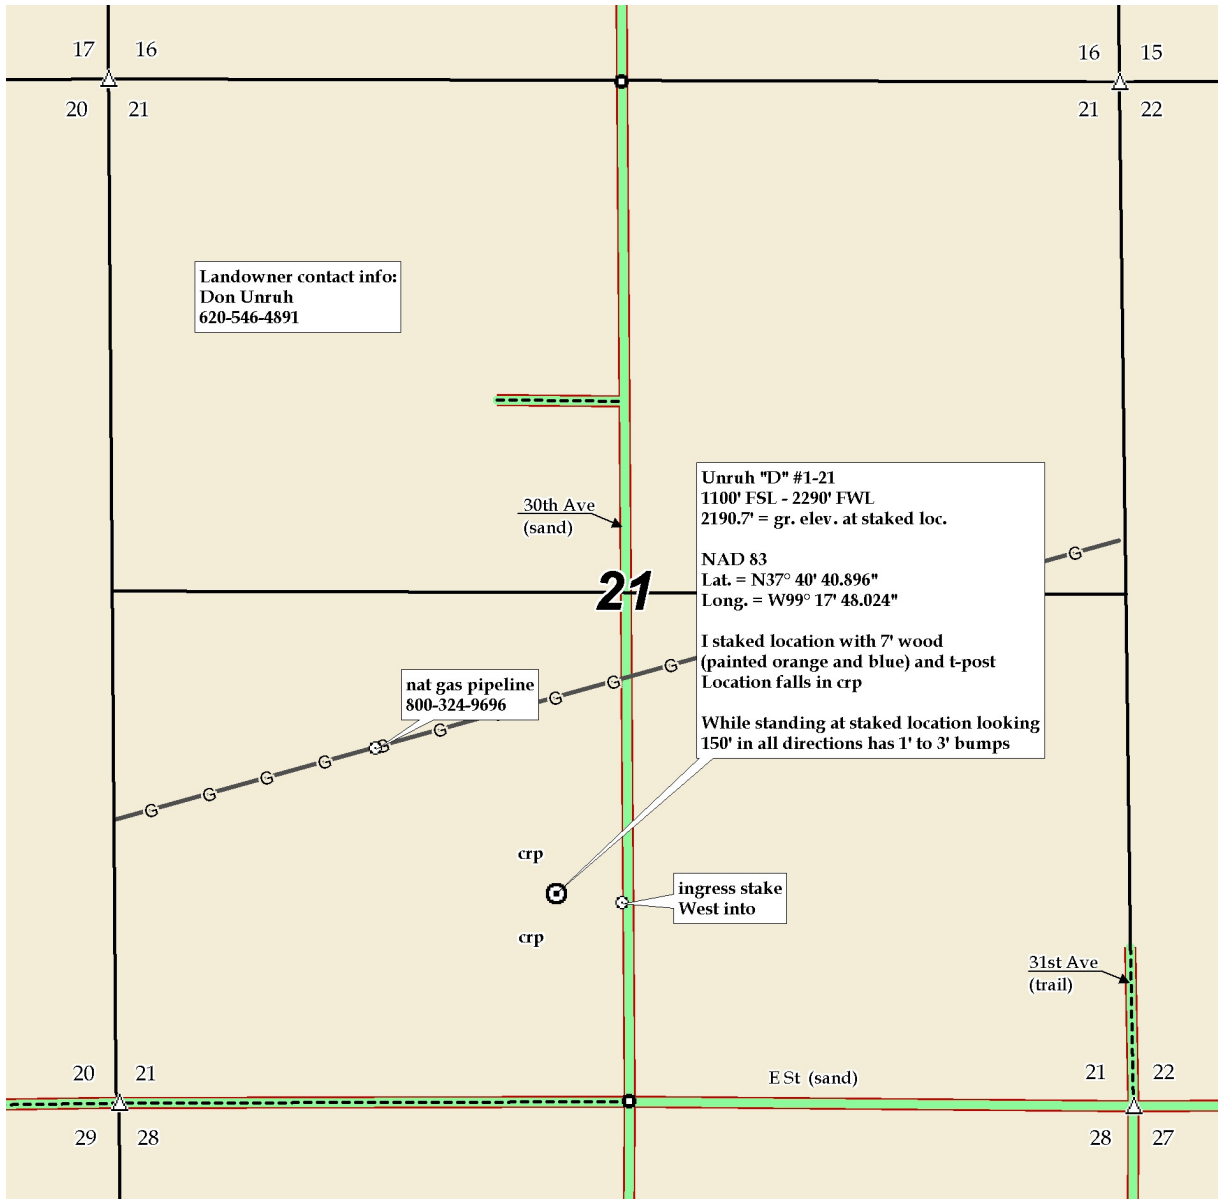 17 16
20 21
16 15
21 22
Landowner contact info:
Don Unruh
620-546-4891
30th Ave
(sand)
Unruh "D" #1-21
1100' FSL - 2290' FWL
2190.7' = gr. elev. at staked loc.
NAD 83
Lat. = N37° 40' 40.896"
Long. = W99° 17' 48.024"
I staked location with 7' wood
(painted orange and blue) and t-post
Location falls in crp
While standing at staked location looking
150' in all directions has 1' to 3' bumps
G
21
nat gas pipeline
800-324-9696
G
G
G
G
G
G
G
G
G
crp
crp
ingress stake
West into
31st Ave
(trail)
20 21
29 28
E St (sand)
21 22
28 27